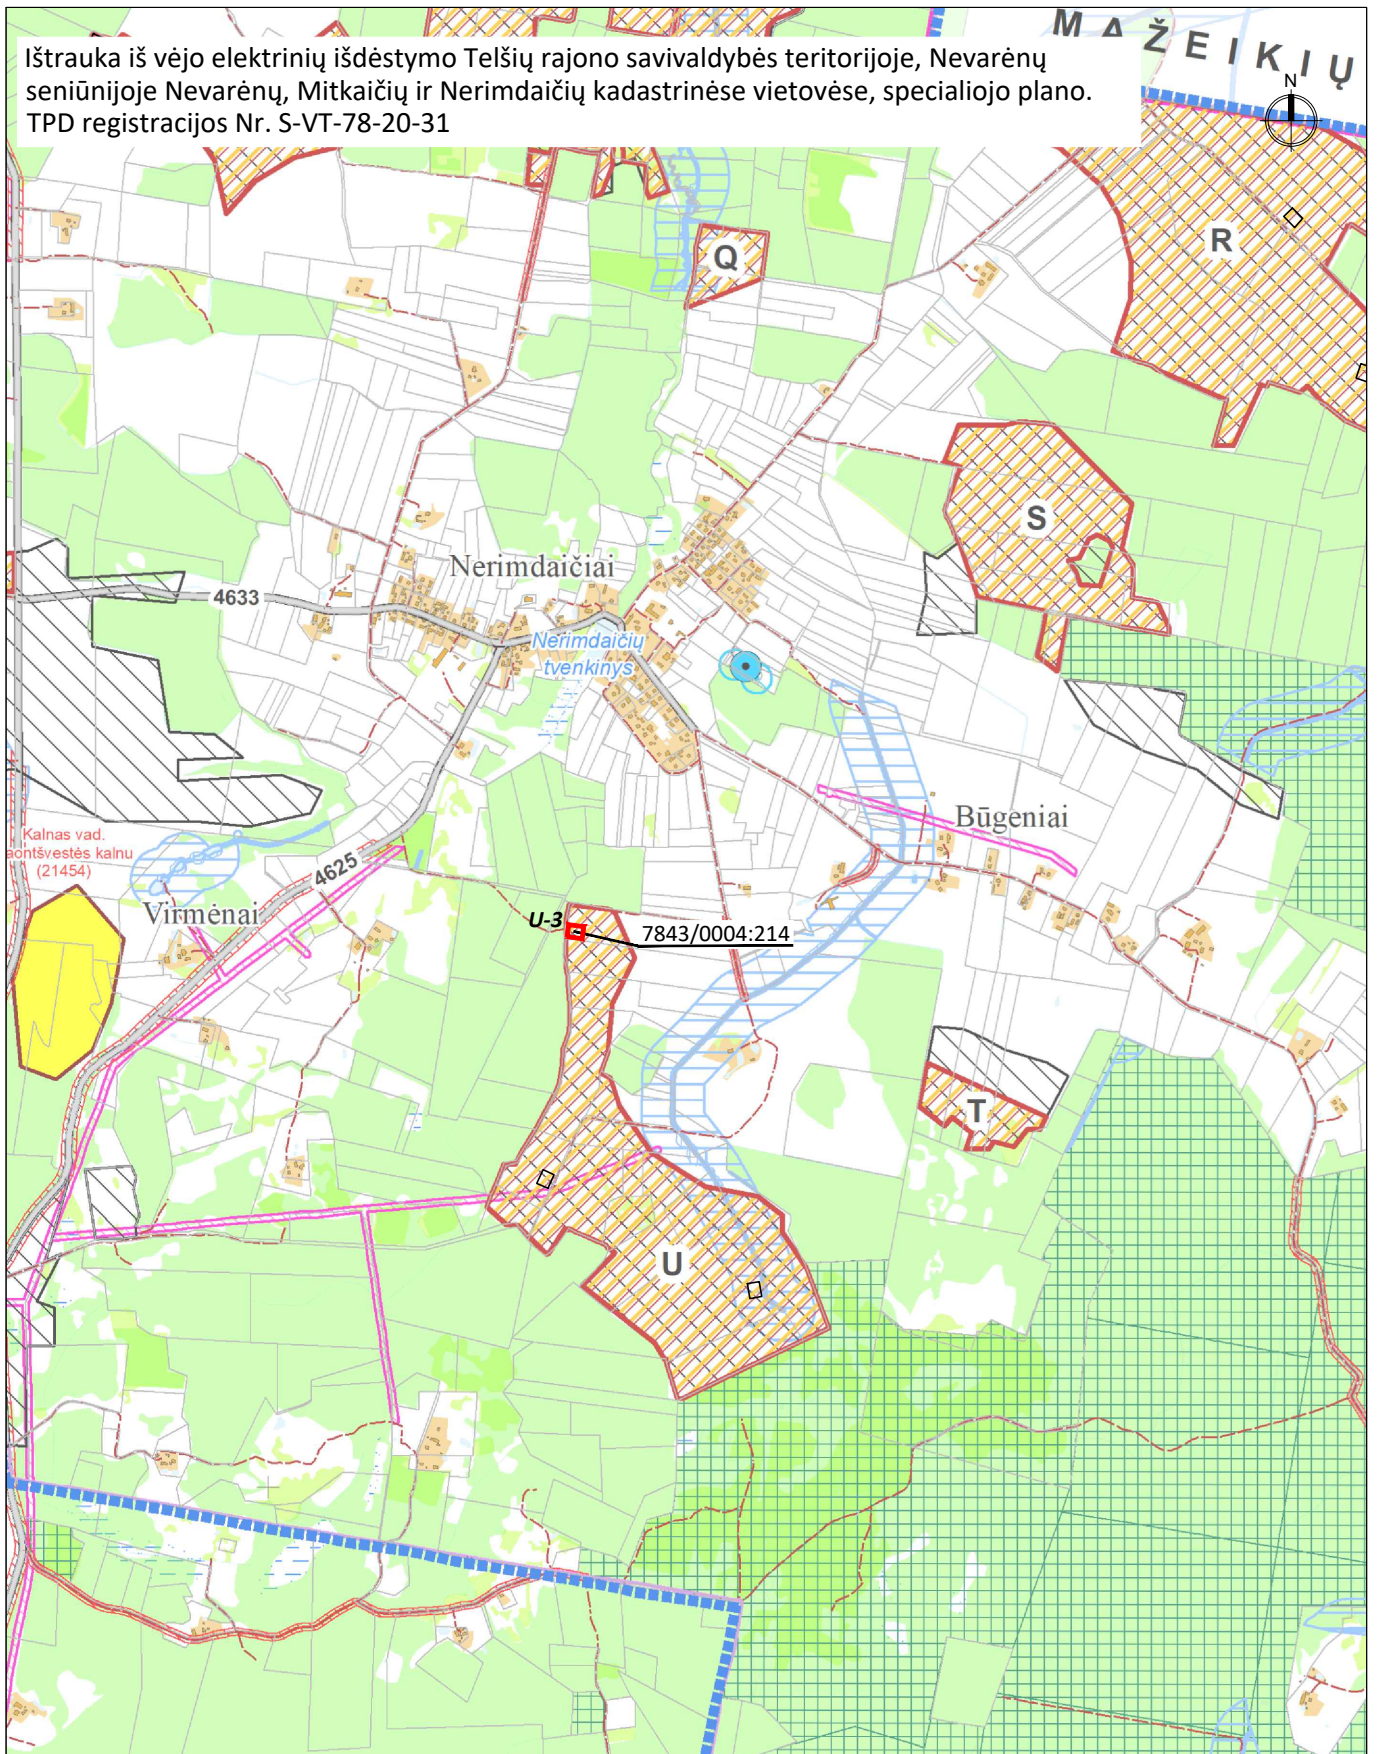 Ištrauka iš vėjo elektrinių išdėstymo Telšių rajono savivaldybės teritorijoje, Nevarėnų
seniūnijoje Nevarėnų, Mitkaičių ir Nerimdaičių kadastrinėse vietovėse, specialiojo plano.
TPD registracijos Nr. S-VT-78-20-31
MAŽEIKIŲ
N
R
Q
S
Nerimdaičiai
4633
Nerimdaičių
tvenkinys
Būgeniai
Kalnas vad.
aontšvestės kalnu
(21454)
4625
Virmėnai
U-3
7843/0004:214
T
U